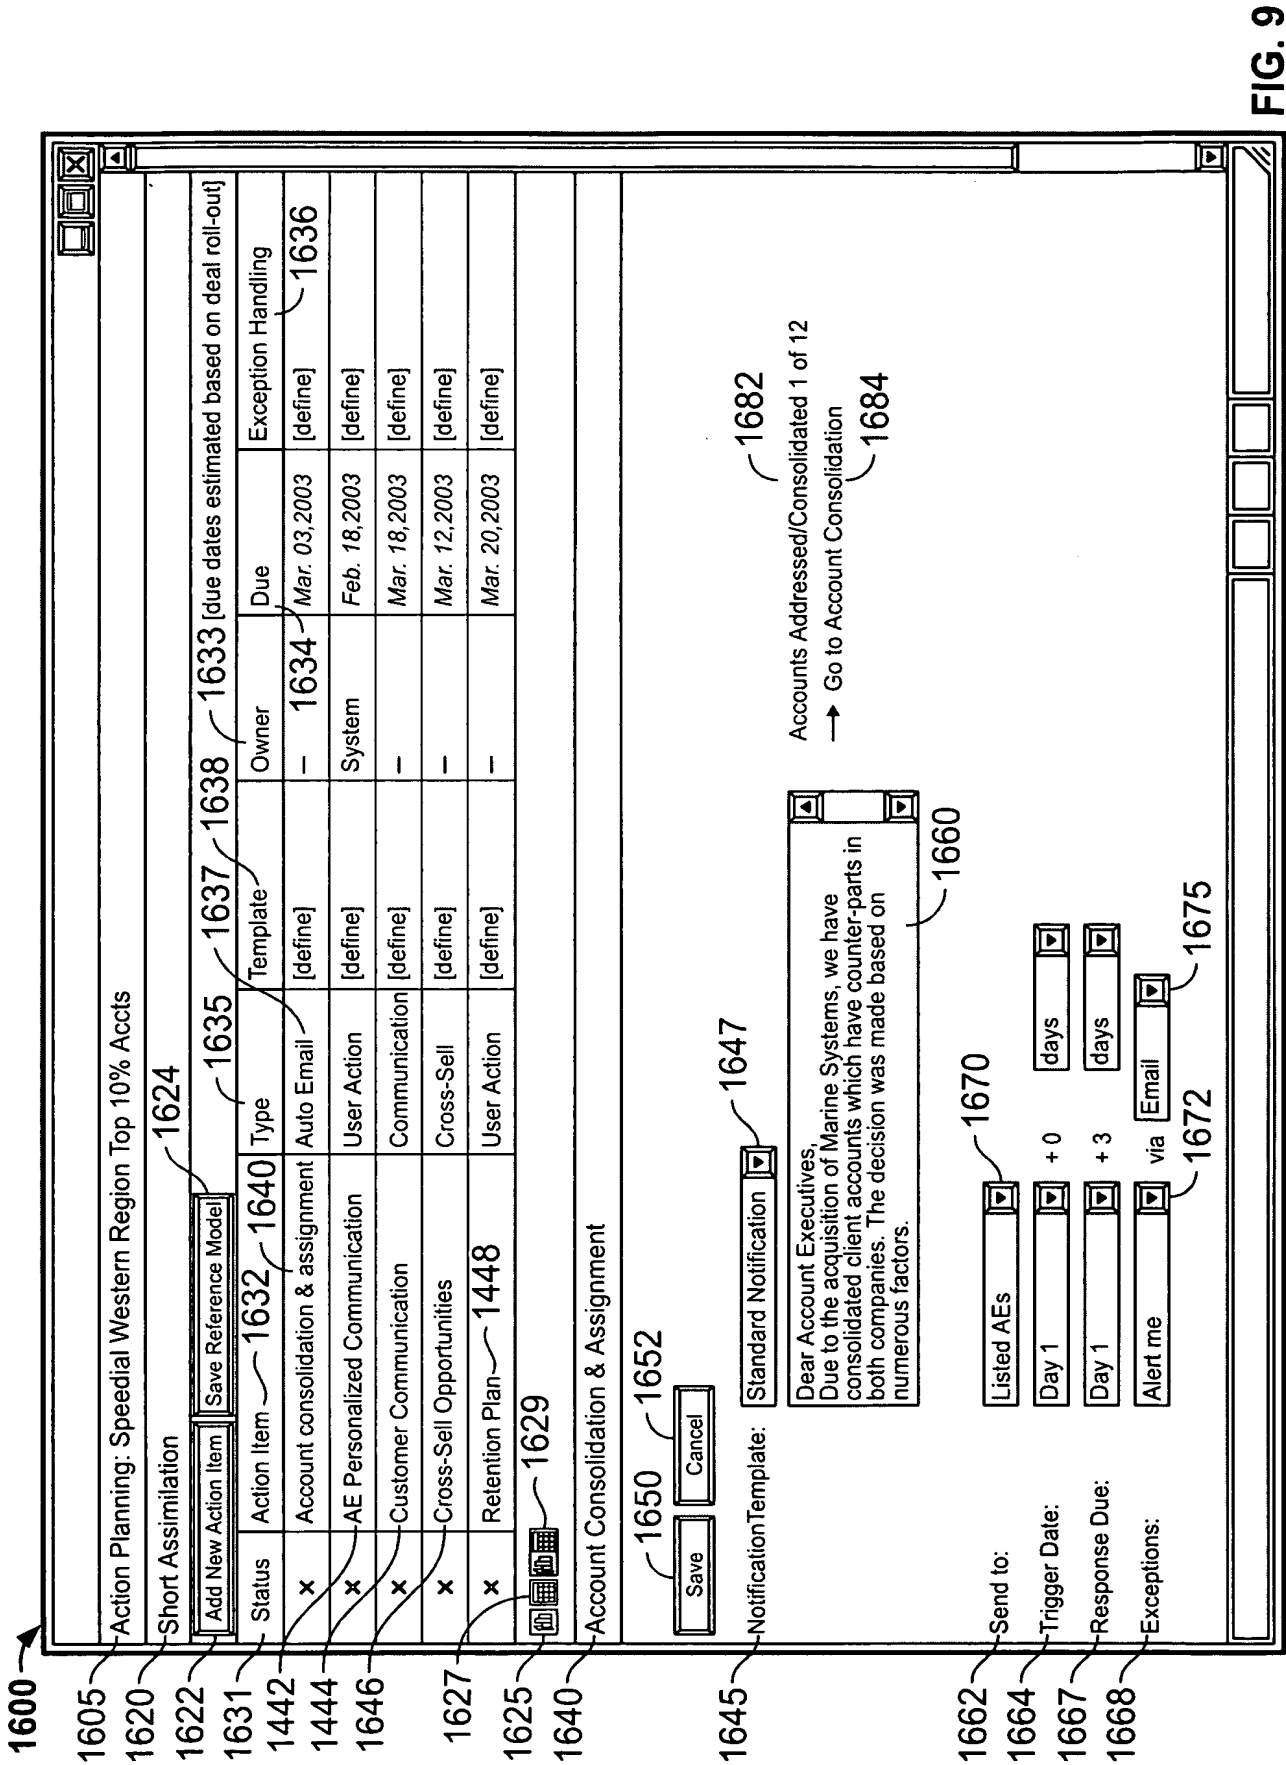 1600
1605 Action Planning: Speedial Western Region Top 10% Accts
1620 Short Assimilation 1624
1622 Add New Action Item Save Reference Model 1635 1637 1638 1633 [due dates estimated based on deal roll-out]
1631 Status Action Item 1632 1640 Type Template Owner Due Exception Handling
× Account consolidation & assignment Auto Email [define] – 1634 Mar. 03,2003 [define] 1636
1442 × AE Personalized Communication User Action [define] System Feb. 18,2003 [define]
1444 × Customer Communication Communication [define] – Mar. 18,2003 [define]
1646 × Cross-Sell Opportunities Cross-Sell [define] – Mar. 12,2003 [define]
× Retention Plan 1448 User Action [define] – Mar. 20,2003 [define]
1627
1625 1629
1640 Account Consolidation & Assignment
1650 1652
Save Cancel
1645 NotificationTemplate: Standard Notification 1647
1682
Accounts Addressed/Consolidated 1 of 12
→ Go to Account Consolidation
1684
Dear Account Executives,
Due to the acquisition of Marine Systems, we have
consolidated client accounts which have counter-parts in
both companies. The decision was made based on
numerous factors.
1660
1662 Send to: Listed AEs 1670
1664 Trigger Date: Day 1 + 0 days
1667 Response Due: Day 1 + 3 days
1668 Exceptions: Alert me via Email
1672 1675
FIG. 9